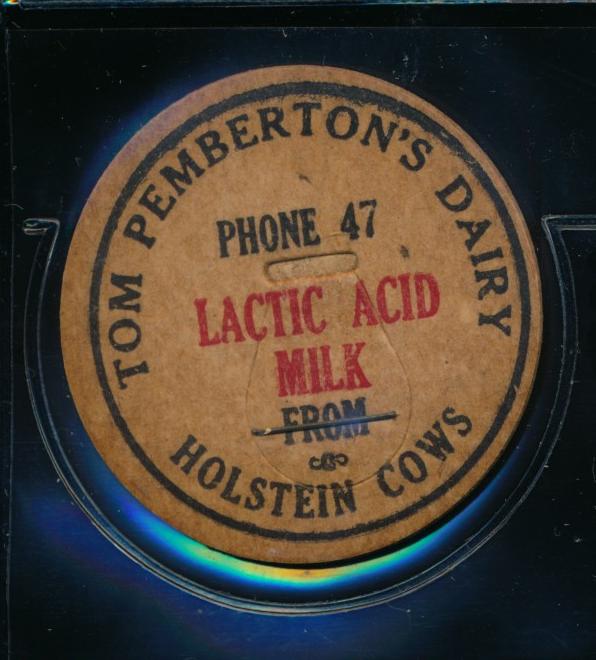 TOM PEMBERTON'S DAIRY
PHONE 47
LACTIC ACID
MILK
FROM
HOLSTEIN COWS